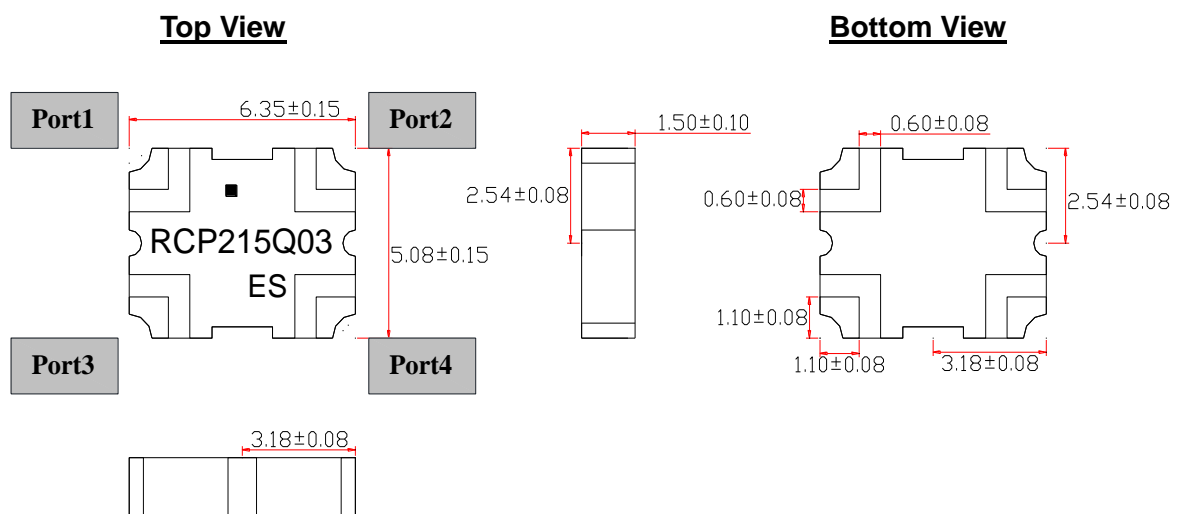 Top View
Bottom View
Port1
6.35±0.15
Port2
1.50±0.10
0.60±0.08
2.54±0.08
0.60±0.08
2.54±0.08
RCP215Q03
5.08±0.15
ES
1.10±0.08
Port3
Port4
1.10±0.08
3.18±0.08
3.18±0.08